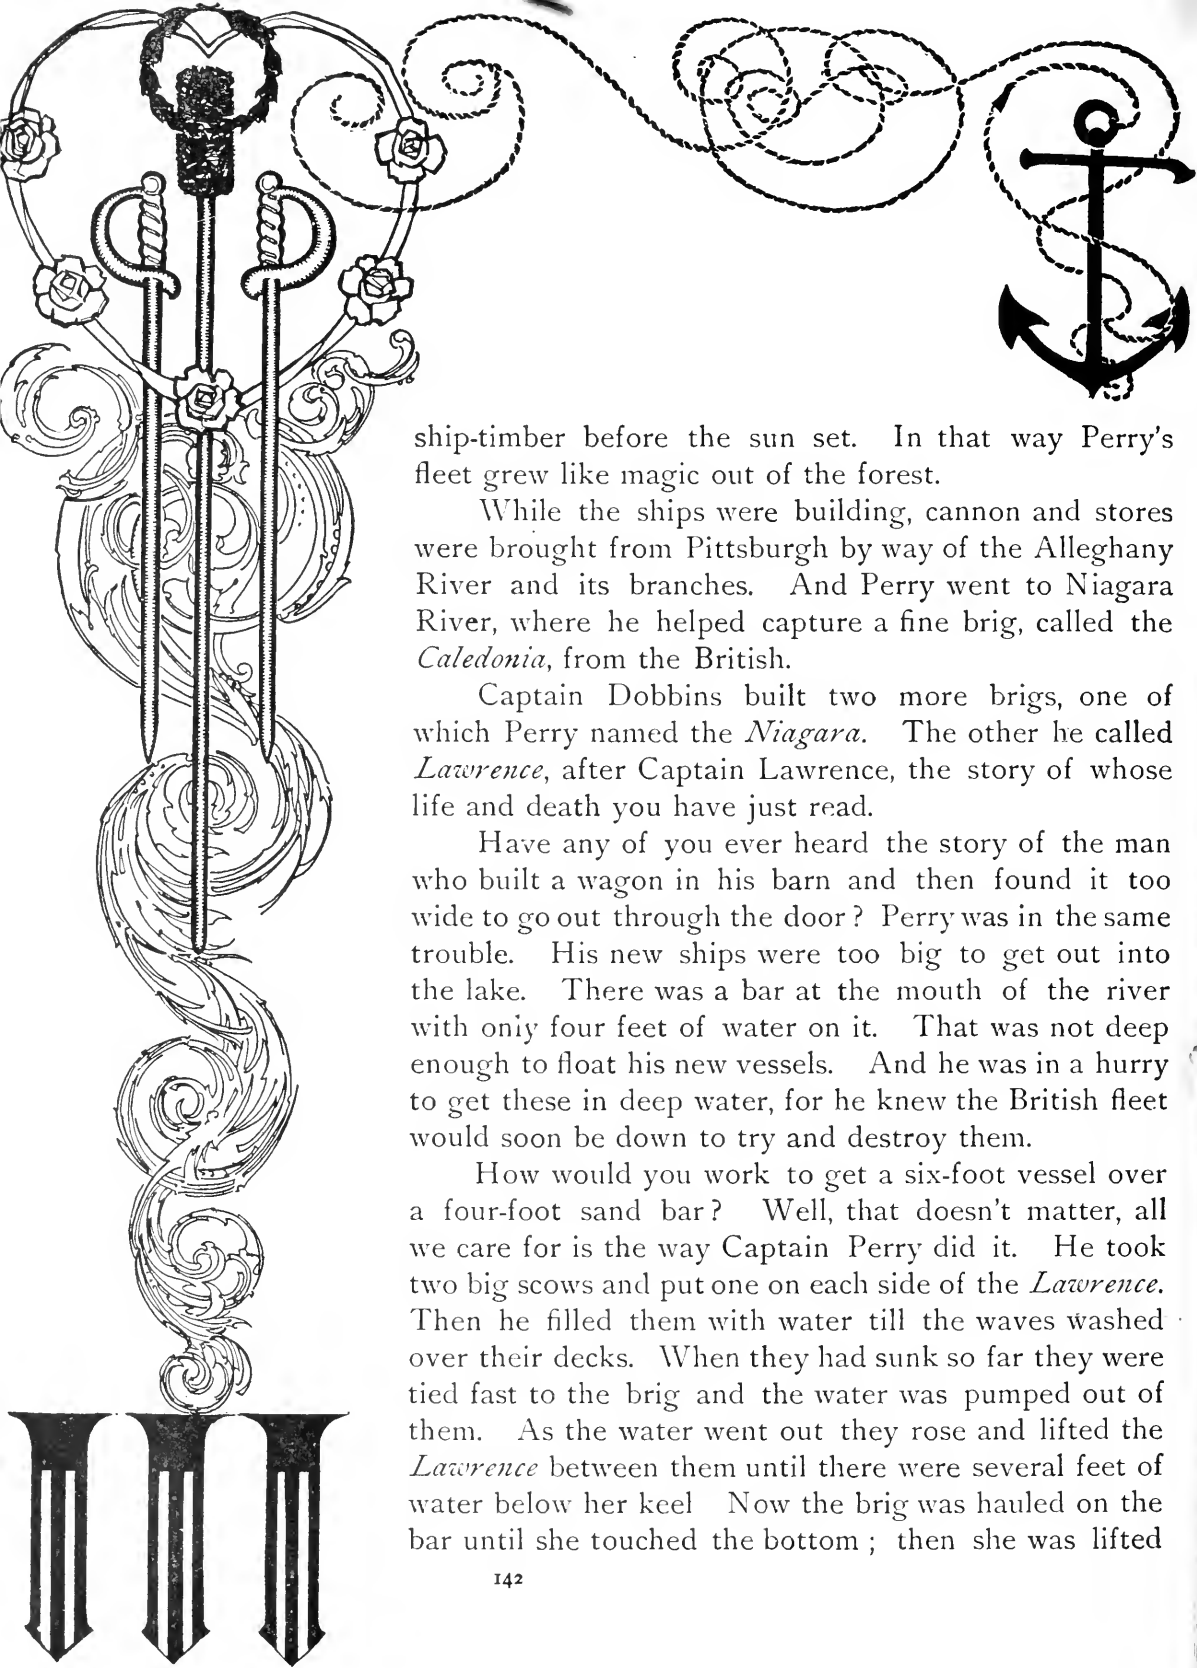 ship-timber before the sun set. In that way Perry's
fleet grew like magic out of the forest.
While the ships were building, cannon and stores
were brought from Pittsburgh by way of the Alleghany
River and its branches. And Perry went to Niagara
River, where he helped capture a fine brig, called the
Caledonia, from the British.
Captain Dobbins built two more brigs, one of
which Perry named the Niagara. The other he called
Lawrence, after Captain Lawrence, the story of whose
life and death you have just read.
Have any of you ever heard the story of the man
who built a wagon in his barn and then found it too
wide to go out through the door? Perry was in the same
trouble. His new ships were too big to get out into
the lake. There was a bar at the mouth of the river
with only four feet of water on it. That was not deep
enough to float his new vessels. And he was in a hurry
to get these in deep water, for he knew the British fleet
would soon be down to try and destroy them.
How would you work to get a six-foot vessel over
a four-foot sand bar? Well, that doesn't matter, all
we care for is the way Captain Perry did it. He took
two big scows and put one on each side of the Lawrence.
Then he filled them with water till the waves washed
over their decks. When they had sunk so far they were
tied fast to the brig and the water was pumped out of
them. As the water went out they rose and lifted the
Lawrence between them until there were several feet of
water below her keel Now the brig was hauled on the
bar until she touched the bottom; then she was lifted
142